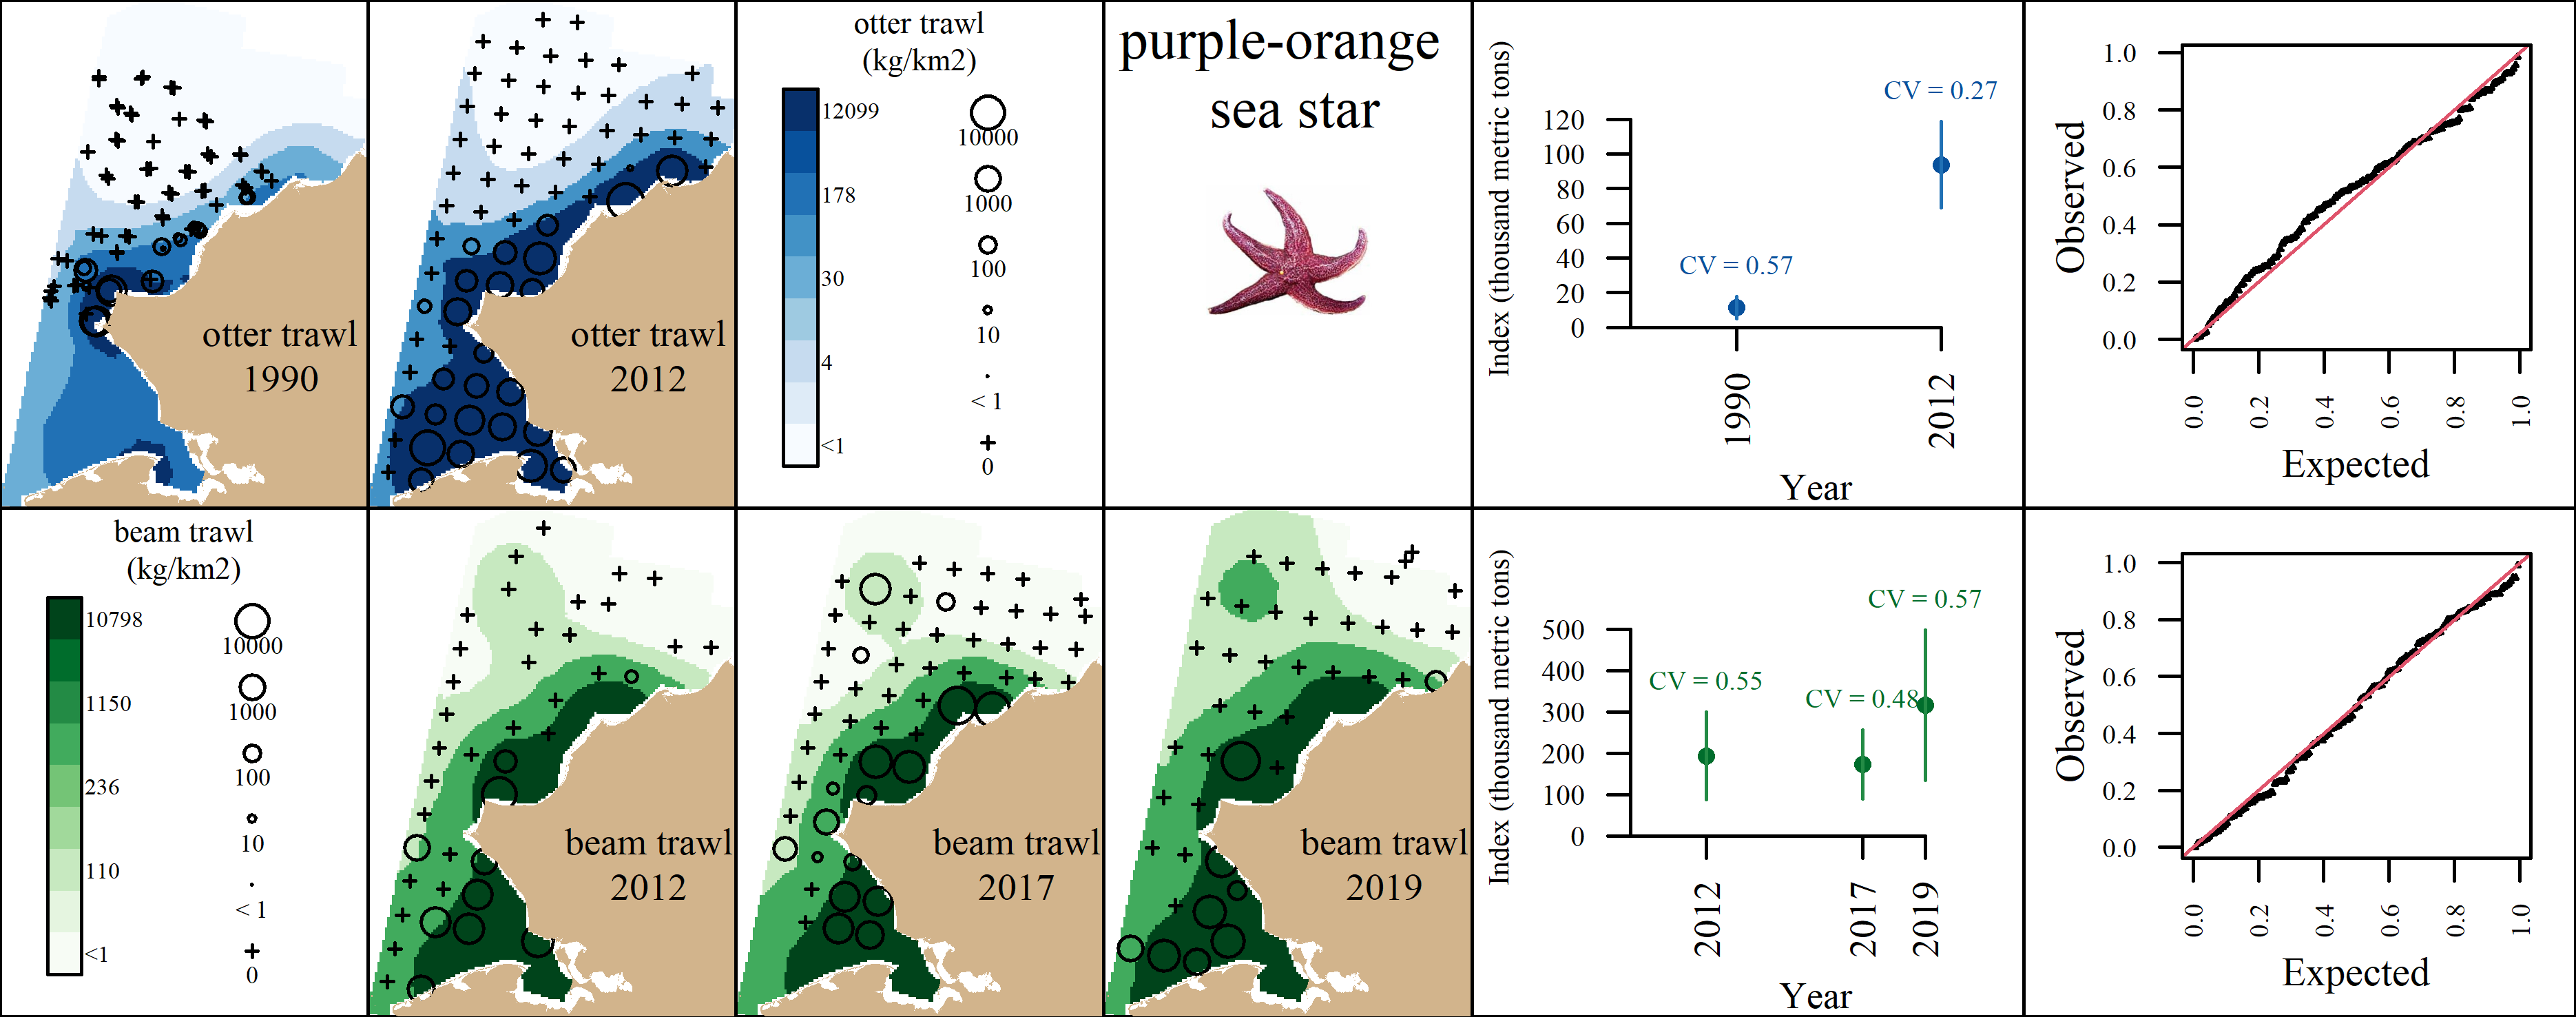 otter trawl
1990
otter trawl
2012
otter trawl
(kg/km2)
12099
178
30
4
<1
10000
1000
100
10
< 1
0
purple-orange
sea star
Index (thousand metric tons)
120
100
80
60
40
20
0
CV = 0.57
CV = 0.27
1990
2012
Year
Observed
1.0
0.8
0.6
0.4
0.2
0.0
0.0
0.2
0.4
0.6
0.8
1.0
Expected
beam trawl
(kg/km2)
10798
1150
236
110
<1
10000
1000
100
10
< 1
0
beam trawl
2012
beam trawl
2017
beam trawl
2019
Index (thousand metric tons)
500
400
300
200
100
0
CV = 0.55
CV = 0.48
CV = 0.57
2012
2017
2019
Year
Observed
1.0
0.8
0.6
0.4
0.2
0.0
0.0
0.2
0.4
0.6
0.8
1.0
Expected